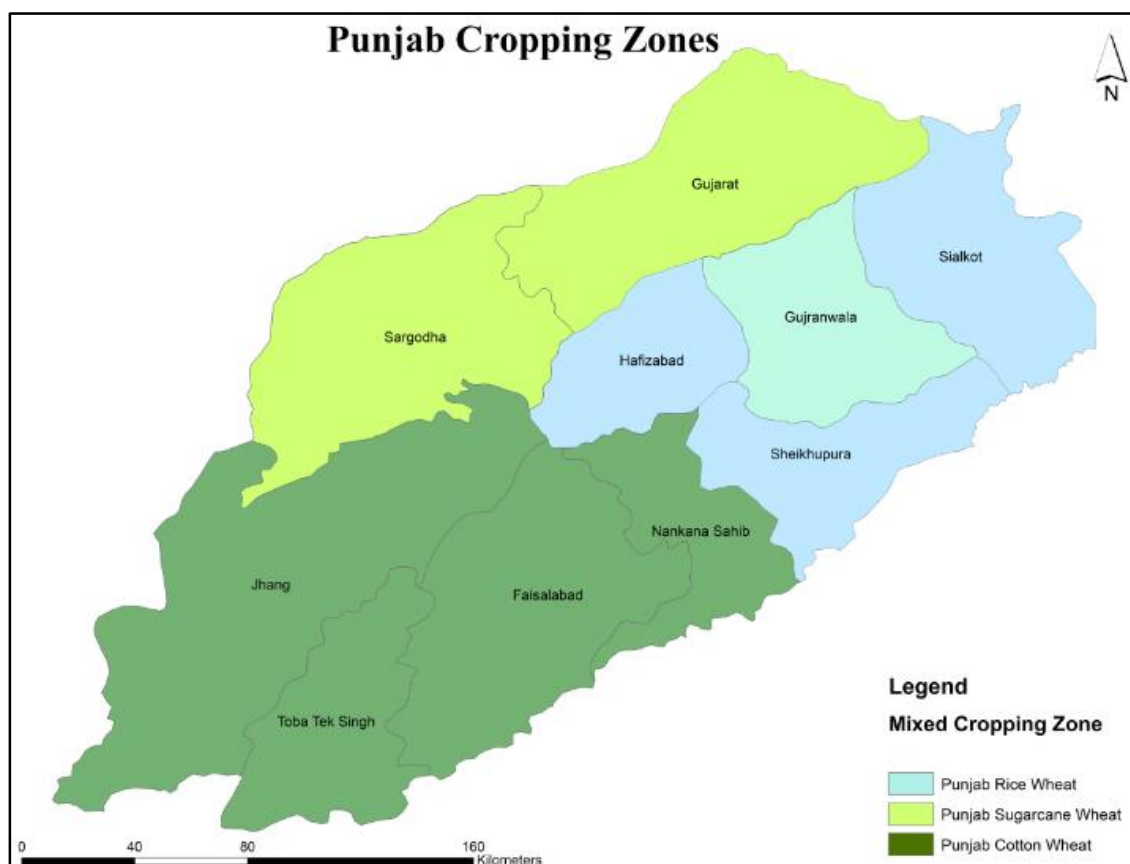 Punjab Cropping Zones
N
Gujarat
Sialkot
Gujranwala
Sargodha
Hafizabad
Sheikhupura
Nankana Sahib
Jhang
Faisalabad
Toba Tek Singh
Legend
Mixed Cropping Zone
Punjab Rice Wheat
Punjab Sugarcane Wheat
Punjab Cotton Wheat
0 40 80 160
Kilometers